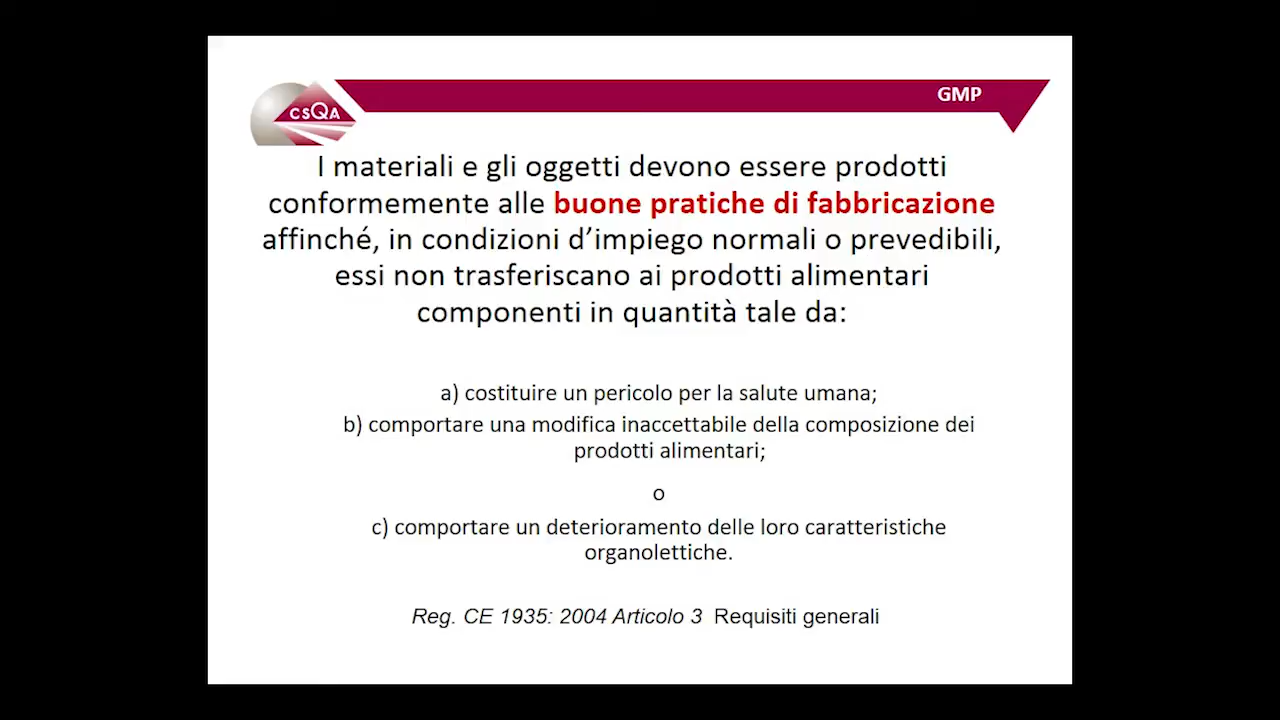 GMP
CSQA
I materiali e gli oggetti devono essere prodotti
conformemente alle buone pratiche di fabbricazione
affinché, in condizioni d’impiego normali o prevedibili,
essi non trasferiscano ai prodotti alimentari
componenti in quantità tale da:
a) costituire un pericolo per la salute umana;
b) comportare una modifica inaccettabile della composizione dei
prodotti alimentari;
o
c) comportare un deterioramento delle loro caratteristiche
organolettiche.
Reg. CE 1935: 2004 Articolo 3 Requisiti generali